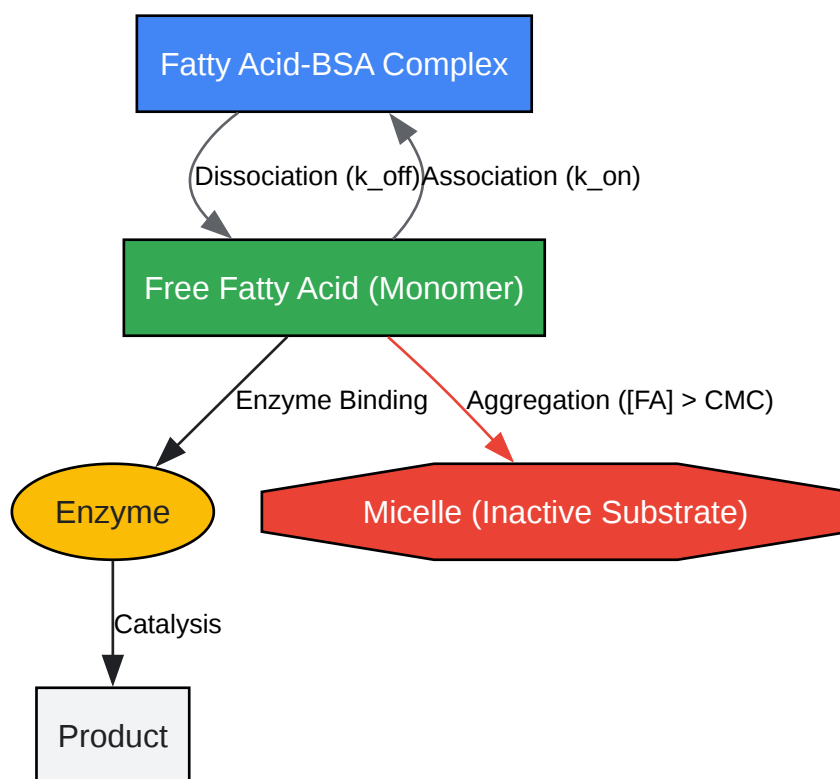 Fatty Acid-BSA Complex
Dissociation (k_off)
Association (k_on)
Free Fatty Acid (Monomer)
Enzyme Binding
Aggregation ([FA] > CMC)
Enzyme
Micelle (Inactive Substrate)
Catalysis
Product